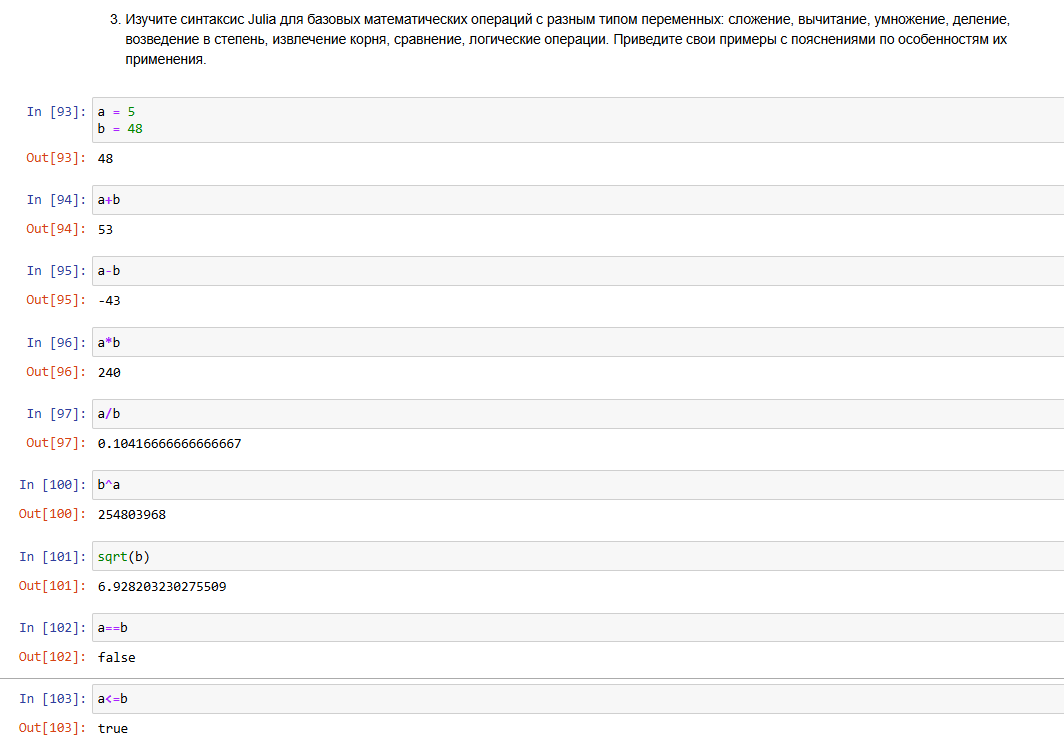 3. Изучите синтаксис Julia для базовых математических операций с разным типом переменных: сложение, вычитание, умножение, деление,
возведение в степень, извлечение корня, сравнение, логические операции. Приведите свои примеры с пояснениями по особенностям их
применения.
In [93]: a = 5
b = 48
Out[93]: 48
In [94]: a+b
Out[94]: 53
In [95]: a-b
Out[95]: -43
In [96]: a*b
Out[96]: 240
In [97]: a/b
Out[97]: 0.10416666666666667
In [100]: b^a
Out[100]: 254803968
In [101]: sqrt(b)
Out[101]: 6.928203230275509
In [102]: a==b
Out[102]: false
In [103]: a<=b
Out[103]: true